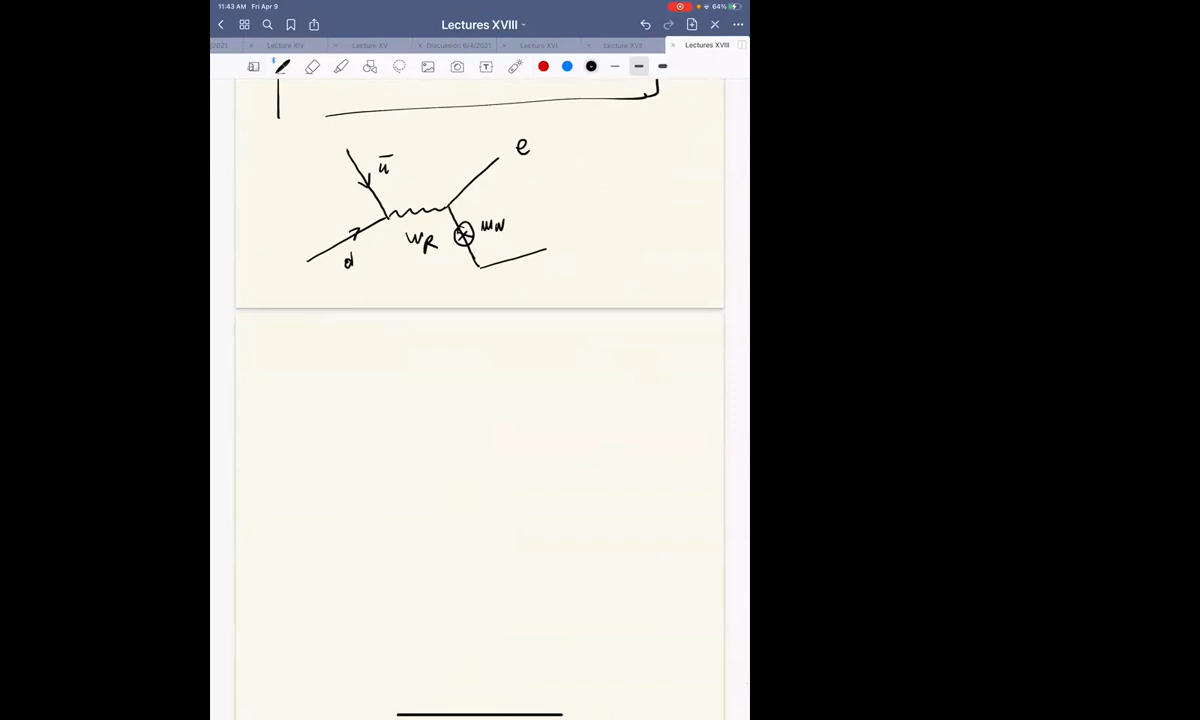 11:43 AM Fri Apr 9
64%
Lectures XVIII
/2021
Lecture XIV
Lecture XV
Discussion 6/4/2021
Lecture XVI
Lecture XVII
Lectures XVIII
T
e
ū
m_N
W_R
d